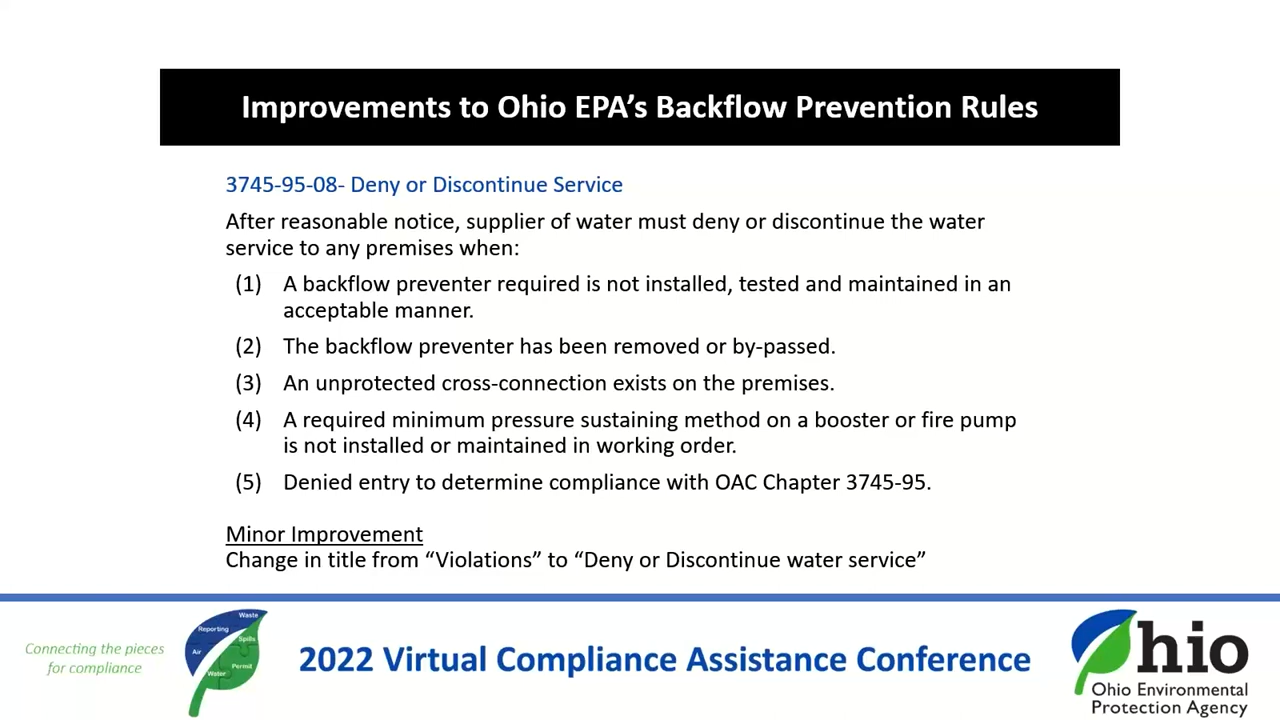 Improvements to Ohio EPA’s Backflow Prevention Rules
3745-95-08- Deny or Discontinue Service
After reasonable notice, supplier of water must deny or discontinue the water
service to any premises when:
(1) A backflow preventer required is not installed, tested and maintained in an
acceptable manner.
(2) The backflow preventer has been removed or by-passed.
(3) An unprotected cross-connection exists on the premises.
(4) A required minimum pressure sustaining method on a booster or fire pump
is not installed or maintained in working order.
(5) Denied entry to determine compliance with OAC Chapter 3745-95.
Minor Improvement
Change in title from “Violations” to “Deny or Discontinue water service”
Connecting the pieces
for compliance
Waste
Reporting
Spills
Air
Permit
Water
2022 Virtual Compliance Assistance Conference
Ohio
Ohio Environmental
Protection Agency